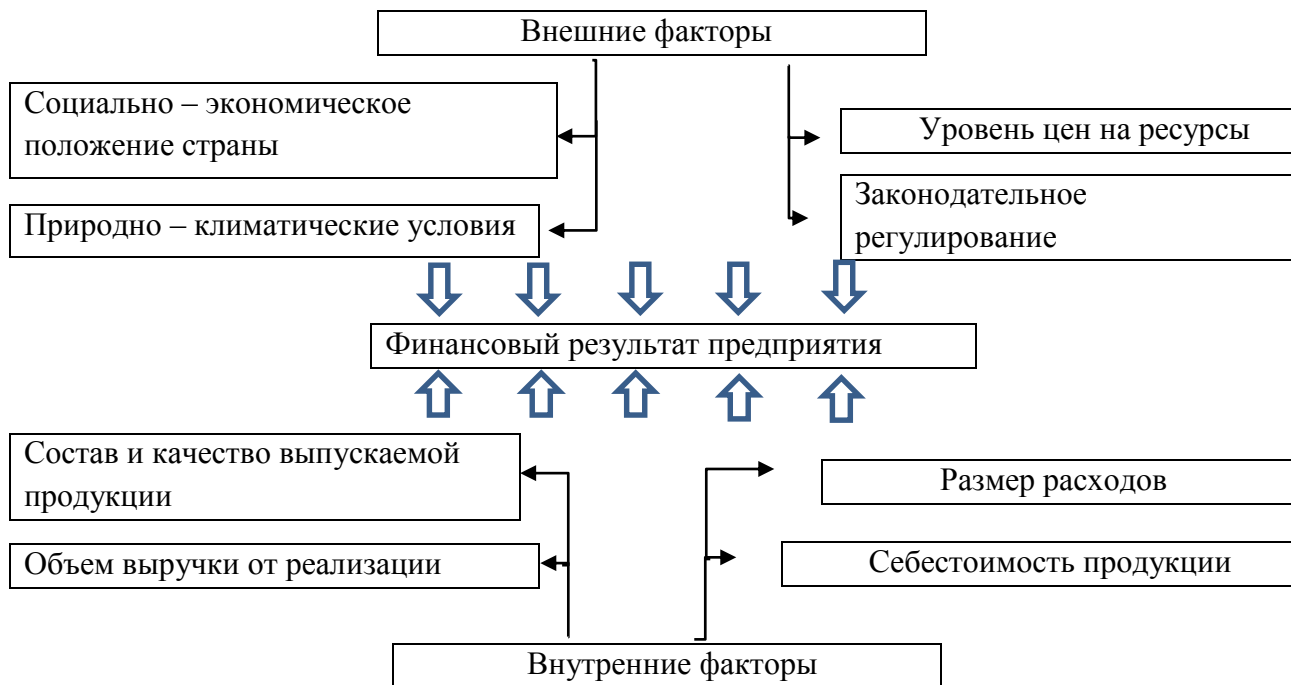 Внешние факторы
Социально – экономическое
положение страны
Уровень цен на ресурсы
Природно – климатические условия
Законодательное
регулирование
Финансовый результат предприятия
Состав и качество выпускаемой
продукции
Размер расходов
Объем выручки от реализации
Себестоимость продукции
Внутренние факторы